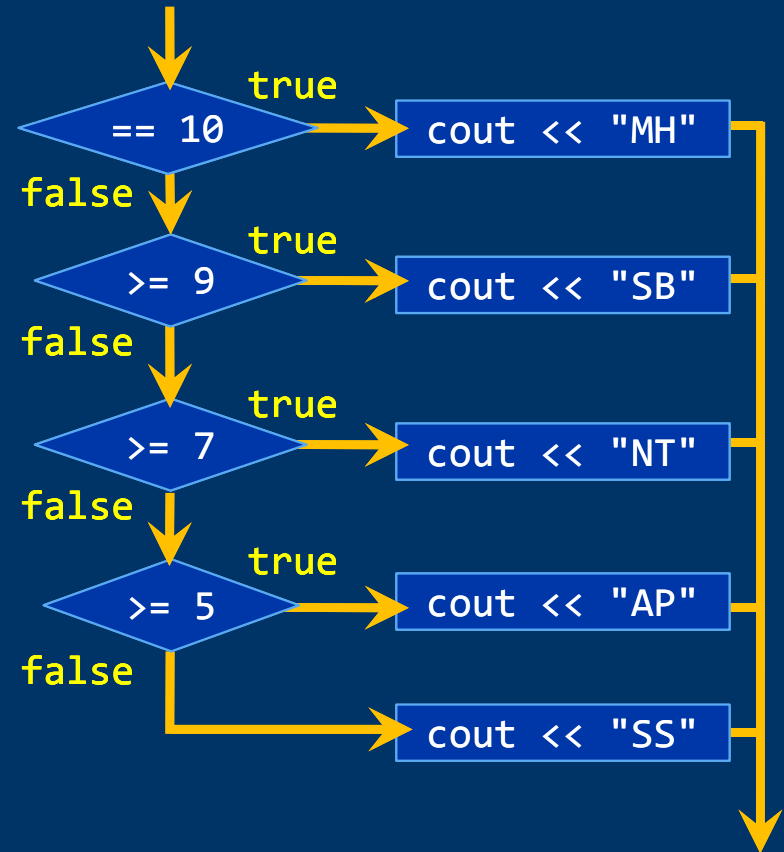 true
== 10
cout << "MH"
false
true
>= 9
cout << "SB"
false
true
>= 7
cout << "NT"
false
true
>= 5
cout << "AP"
false
cout << "SS"